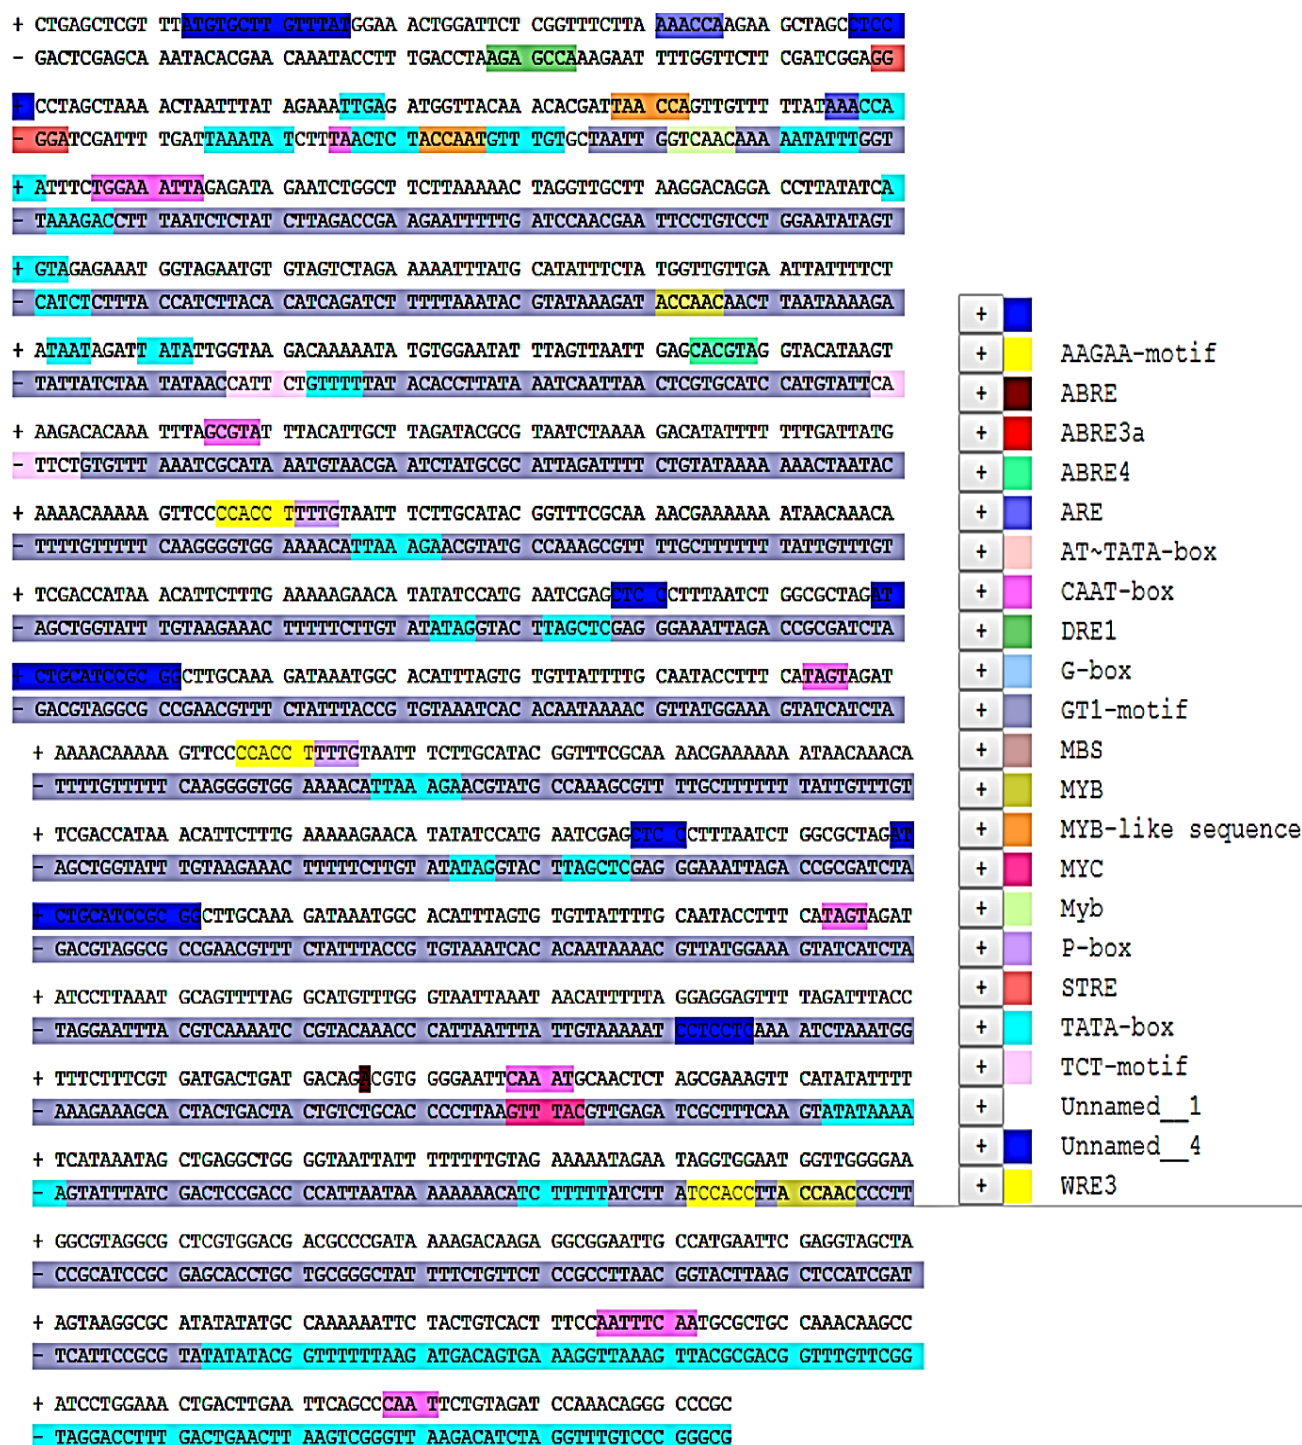 + CTGAGCTCGT TTATGTGCTT GTTTATGGAA ACTGGATTCT CGGTTTCTTA AAACCAAGAA GCTAGCCTCC
- GACTCGAGCA AATACACGAA CAAATACCTT TGACCTAAGA GCCAAAGAAT TTTGGTTCTT CGATCGGAGG
+ CCTAGCTAAA ACTAATTTAT AGAAATTGAG ATGGTTACAA ACACGATTAA CCAGTTGTTT TTATAAACCA
- GGATCGATTT TGATTAAATA TCTTTAACTC TACCAATGTT TGTGCTAATT GGTCAACAAA AATATTTGGT
+ ATTTCTGGAA ATTAGAGATA GAATCTGGCT TCTTAAAAAC TAGGTTGCTT AAGGACAGGA CCTTATATCA
- TAAAGACCTT TAATCTCTAT CTTAGACCGA AGAATTTTTG ATCCAACGAA TTCCTGTCCT GGAATATAGT
+ GTAGAGAAAT GGTAGAATGT GTAGTCTAGA AAAATTTATG CATATTTCTA TGGTTGTTGA ATTATTTTCT
- CATCTCTTTA CCATCTTACA CATCAGATCT TTTTAAATAC GTATAAAGAT ACCAACAACT TAATAAAAGA
+ ATAATAGATT ATATTGGTAA GACAAAAATA TGTGGAATAT TTAGTTAATT GAGCACGTAG GTACATAAGT
- TATTATCTAA TATAACCATT CTGTTTTTAT ACACCTTATA AATCAATTAA CTCGTGCATC CATGTATTCA
+ AAGACACAAA TTTAGCGTAT TTACATTGCT TAGATACGCG TAATCTAAAA GACATATTTT TTTGATTATG
- TTCTGTGTTT AAATCGCATA AATGTAACGA ATCTATGCGC ATTAGATTTT CTGTATAAAA AAACTAATAC
+ AAAACAAAAA GTTCCCCACC TTTTGTAATT TCTTGCATAC GGTTTCGCAA AACGAAAAAA ATAACAAACA
- TTTTGTTTTT CAAGGGGTGG AAAACATTAA AGAACGTATG CCAAAGCGTT TTGCTTTTTT TATTGTTTGT
+ TCGACCATAA ACATTCTTTG AAAAAGAACA TATATCCATG AATCGAGCTC CCTTTAATCT GGCGCTAGAT
- AGCTGGTATT TGTAAGAAAC TTTTTCTTGT ATATAGGTAC TTAGCTCGAG GGAAATTAGA CCGCGATCTA
+ CTGCATCCGC GGCTTGCAAA GATAAATGGC ACATTTAGTG TGTTATTTTG CAATACCTTT CATAGTAGAT
- GACGTAGGCG CCGAACGTTT CTATTTACCG TGTAAATCAC ACAATAAAAC GTTATGGAAA GTATCATCTA
+ AAAACAAAAA GTTCCCCACC TTTTGTAATT TCTTGCATAC GGTTTCGCAA AACGAAAAAA ATAACAAACA
- TTTTGTTTTT CAAGGGGTGG AAAACATTAA AGAACGTATG CCAAAGCGTT TTGCTTTTTT TATTGTTTGT
+ TCGACCATAA ACATTCTTTG AAAAAGAACA TATATCCATG AATCGAGCTC CCTTTAATCT GGCGCTAGAT
- AGCTGGTATT TGTAAGAAAC TTTTTCTTGT ATATAGGTAC TTAGCTCGAG GGAAATTAGA CCGCGATCTA
+ CTGCATCCGC GGCTTGCAAA GATAAATGGC ACATTTAGTG TGTTATTTTG CAATACCTTT CATAGTAGAT
- GACGTAGGCG CCGAACGTTT CTATTTACCG TGTAAATCAC ACAATAAAAC GTTATGGAAA GTATCATCTA
+ ATCCTTAAAT GCAGTTTTAG GCATGTTTGG GTAATTAAAT AACATTTTTA GGAGGAGTTT TAGATTTACC
- TAGGAATTTA CGTCAAAATC CGTACAAACC CATTAATTTA TTGTAAAAAT CCTCCTCAAA ATCTAAATGG
+ TTTCTTTCGT GATGACTGAT GACAGACGTG GGGAATTCAA ATGCAACTCT AGCGAAAGTT CATATATTTT
- AAAGAAAGCA CTACTGACTA CTGTCTGCAC CCCTTAAGTT TACGTTGAGA TCGCTTTCAA GTATATAAAA
+ TCATAAATAG CTGAGGCTGG GGTAATTATT TTTTTTGTAG AAAAATAGAA TAGGTGGAAT GGTTGGGGAA
- AGTATTTATC GACTCCGACC CCATTAATAA AAAAAACATC TTTTTATCTT ATCCACCTTA CCAACCCCTT
+ GGCGTAGGCG CTCGTGGACG ACGCCCGATA AAAGACAAGA GGCGGAATTG CCATGAATTC GAGGTAGCTA
- CCGCATCCGC GAGCACCTGC TGCGGGCTAT TTTCTGTTCT CCGCCTTAAC GGTACTTAAG CTCCATCGAT
+ AGTAAGGCGC ATATATATGC CAAAAAATTC TACTGTCACT TTCCAATTTC AATGCGCTGC CAAACAAGCC
- TCATTCCGCG TATATATACG GTTTTTTAAG ATGACAGTGA AAGGTTAAAG TTACGCGACG GTTTGTTCGG
+ ATCCTGGAAA CTGACTTGAA TTCAGCCCAA TTCTGTAGAT CCAAACAGGG CCCGC
- TAGGACCTTT GACTGAACTT AAGTCGGGTT AAGACATCTA GGTTTGTCCC GGGCG
+
+ AAGAA-motif
+ ABRE
+ ABRE3a
+ ABRE4
+ ARE
+ AT~TATA-box
+ CAAT-box
+ DRE1
+ G-box
+ GT1-motif
+ MBS
+ MYB
+ MYB-like sequence
+ MYC
+ Myb
+ P-box
+ STRE
+ TATA-box
+ TCT-motif
+ Unnamed__1
+ Unnamed__4
+ WRE3